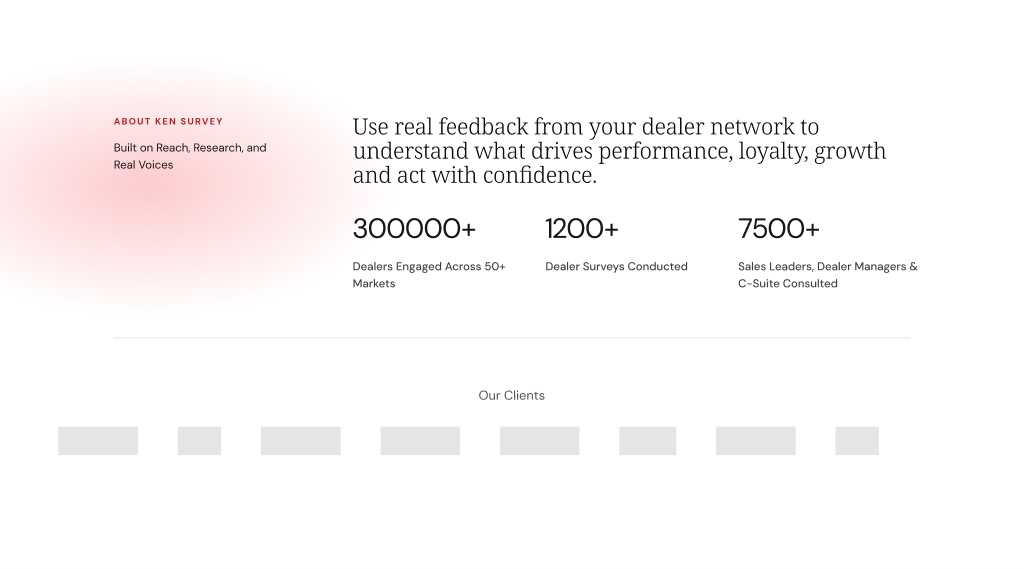 ABOUT KEN SURVEY
Built on Reach, Research, and
Real Voices
Use real feedback from your dealer network to
understand what drives performance, loyalty, growth
and act with confidence.
300000+
Dealers Engaged Across 50+
Markets
1200+
Dealer Surveys Conducted
7500+
Sales Leaders, Dealer Managers &
C-Suite Consulted
Our Clients